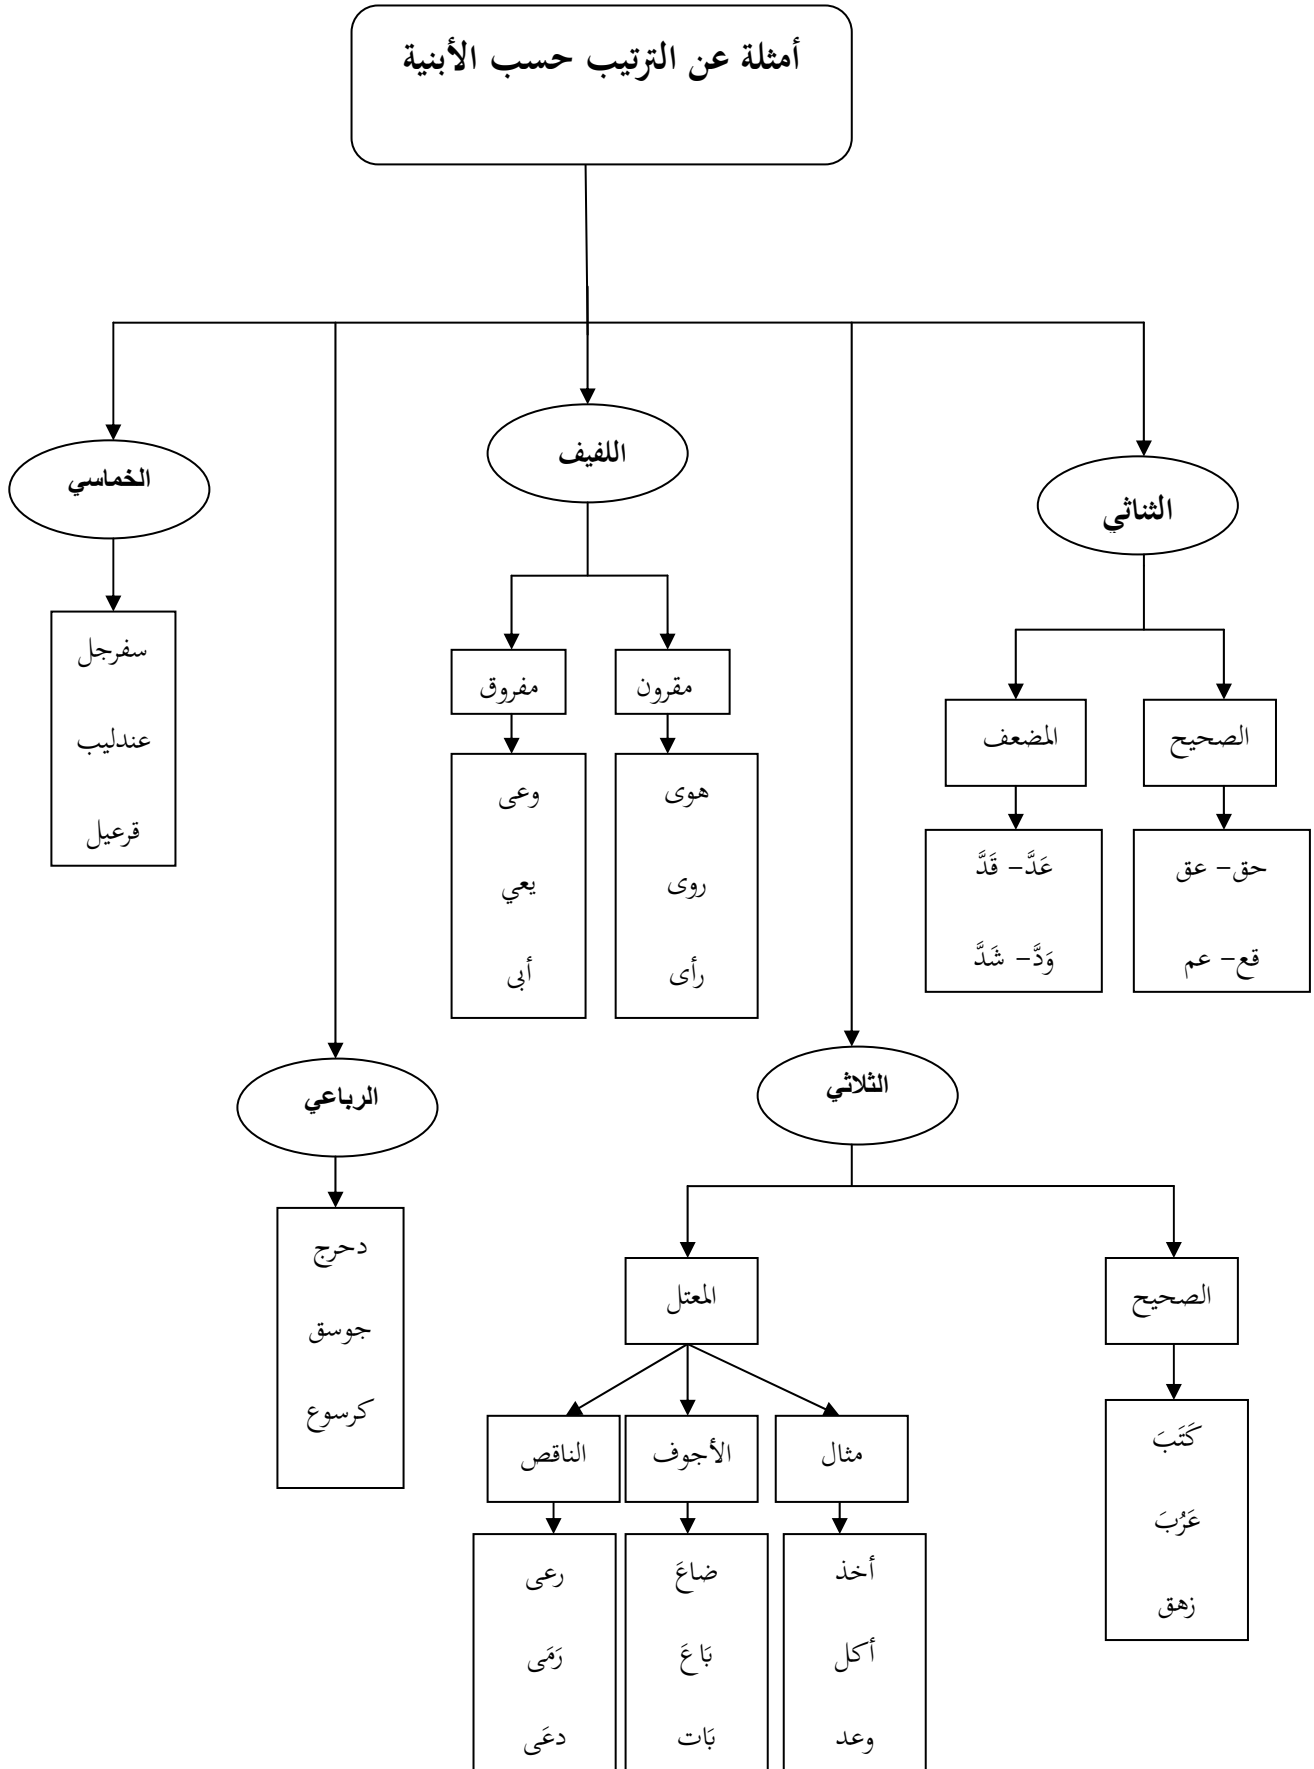 أمثلة عن الترتيب حسب الأبنية
الثنائي
الصحيح
حق – عق
قع – عم
المضعف
عَدَّ – قَدَّ
وَدَّ – شَدَّ
الثلاثي
الصحيح
كَتَبَ
عَرُبَ
زهق
المعتل
مثال
أخذ
أكل
وعد
الأجوف
ضاعَ
بَاعَ
بَات
الناقص
رعى
رَمَى
دعَى
اللفيف
مقرون
هوى
روى
رأى
مفروق
وعى
يعي
أبى
الرباعي
دحرج
جوسق
كرسوع
الخماسي
سفرجل
عندليب
قرعيل